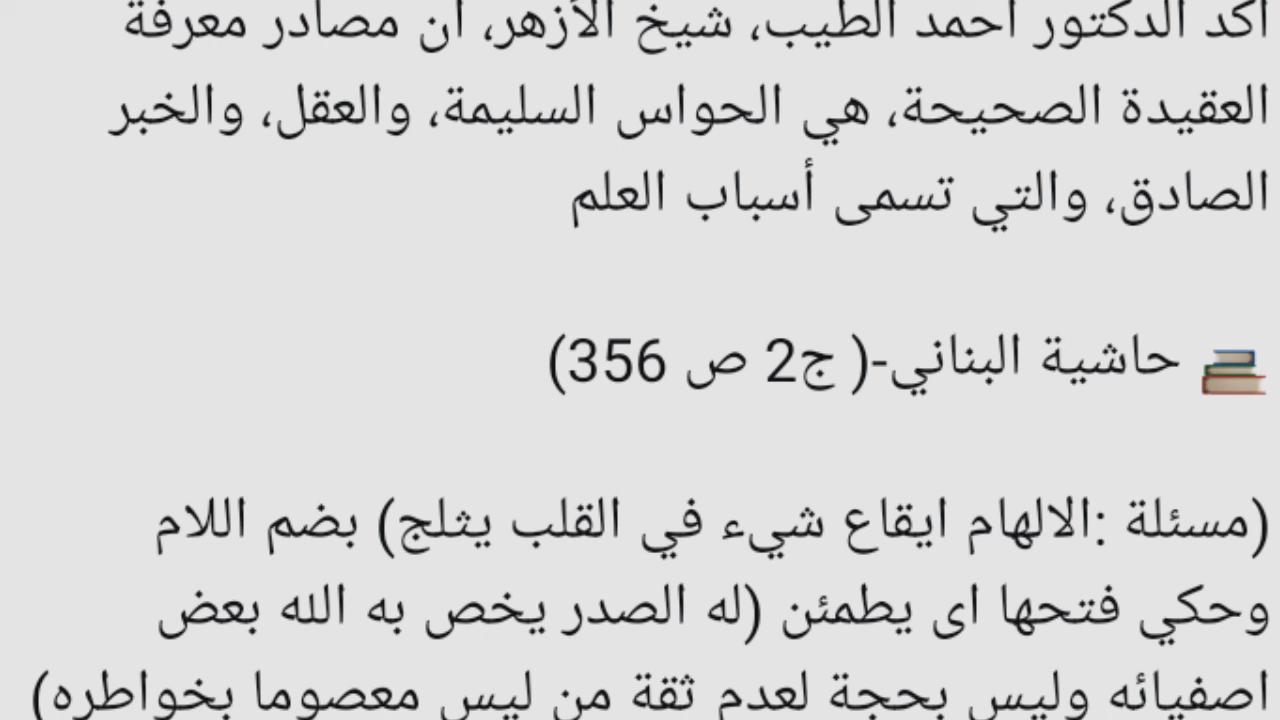 أكد الدكتور أحمد الطيب، شيخ الأزهر، أن مصادر معرفة
العقيدة الصحيحة، هي الحواس السليمة، والعقل، والخبر
الصادق، والتي تسمى أسباب العلم
📚 حاشية البناني-( ج2 ص 356)
(مسئلة :الالهام ايقاع شيء في القلب يثلج) بضم اللام
وحكي فتحها اى يطمئن (له الصدر يخص به الله بعض
اصفيائه وليس بحجة لعدم ثقة من ليس معصوما بخواطره)